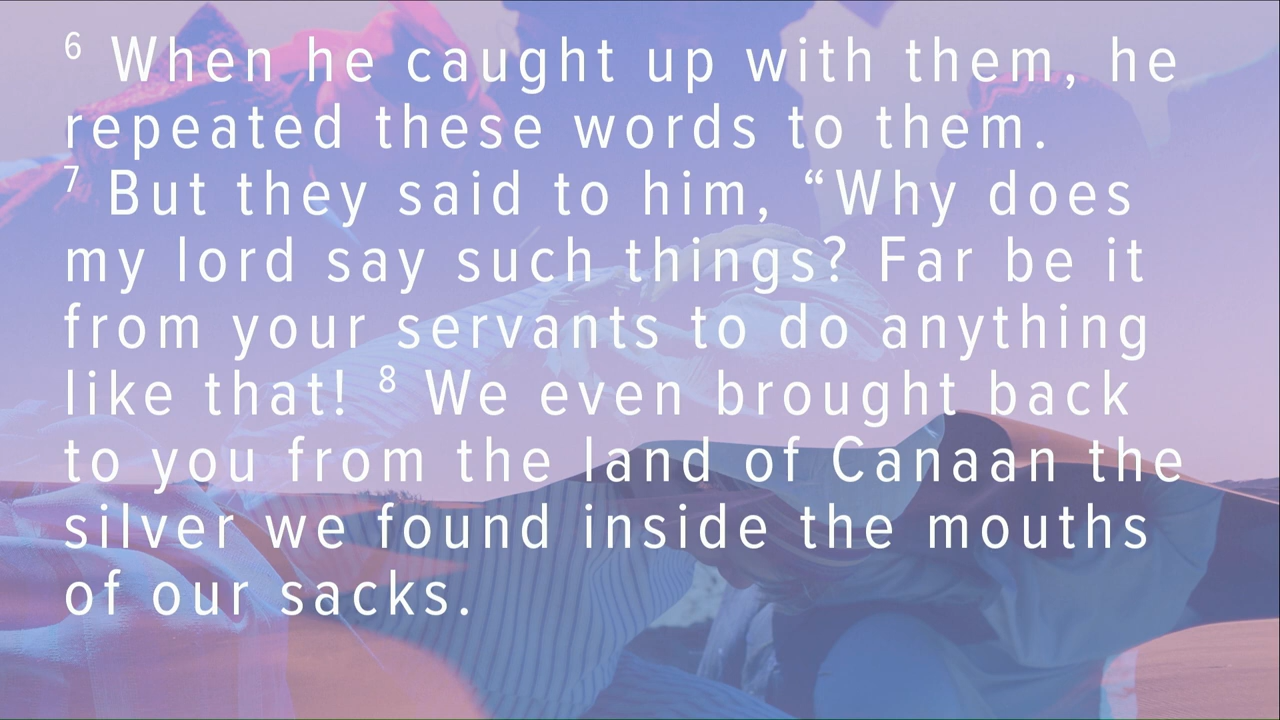 6 When he caught up with them, he
repeated these words to them.
7 But they said to him, “Why does
my lord say such things? Far be it
from your servants to do anything
like that! 8 We even brought back
to you from the land of Canaan the
silver we found inside the mouths
of our sacks.